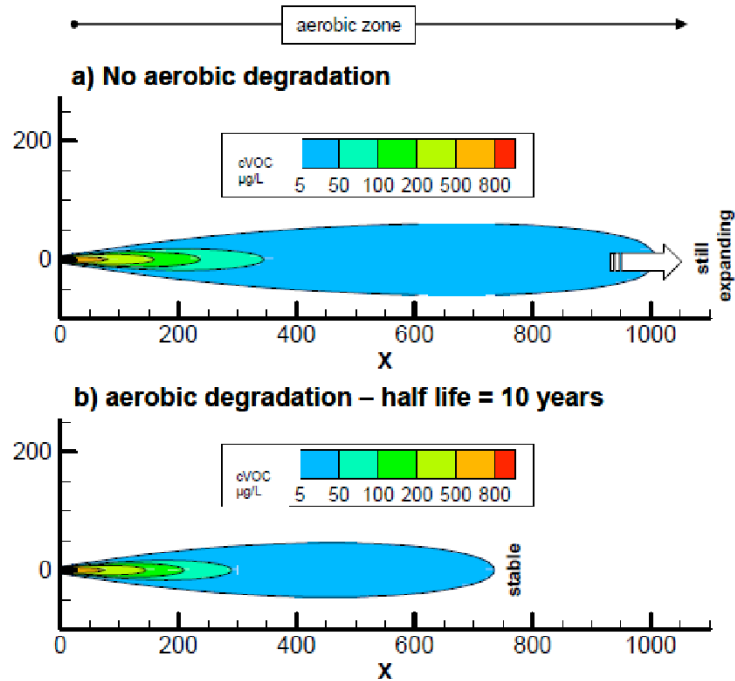 aerobic zone
a) No aerobic degradation
200
cVOC
µg/L
5 50 100 200 500 800
0
still
expanding
0 200 400 600 800 1000
X
b) aerobic degradation – half life = 10 years
200
cVOC
µg/L
5 50 100 200 500 800
0
stable
0 200 400 600 800 1000
X